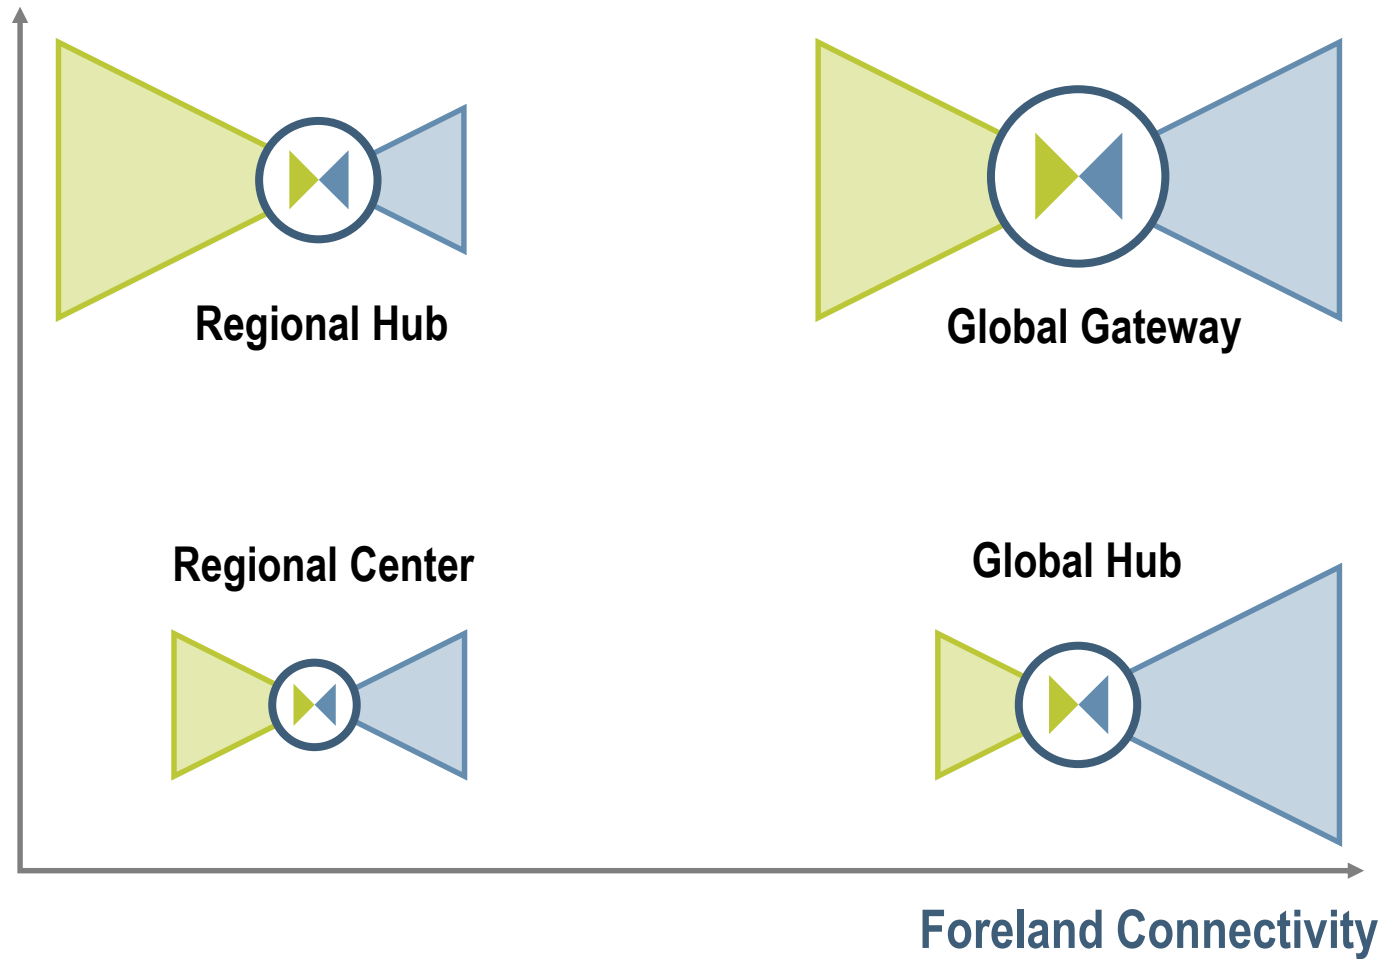 Regional Hub
Global Gateway
Regional Center
Global Hub
Foreland Connectivity